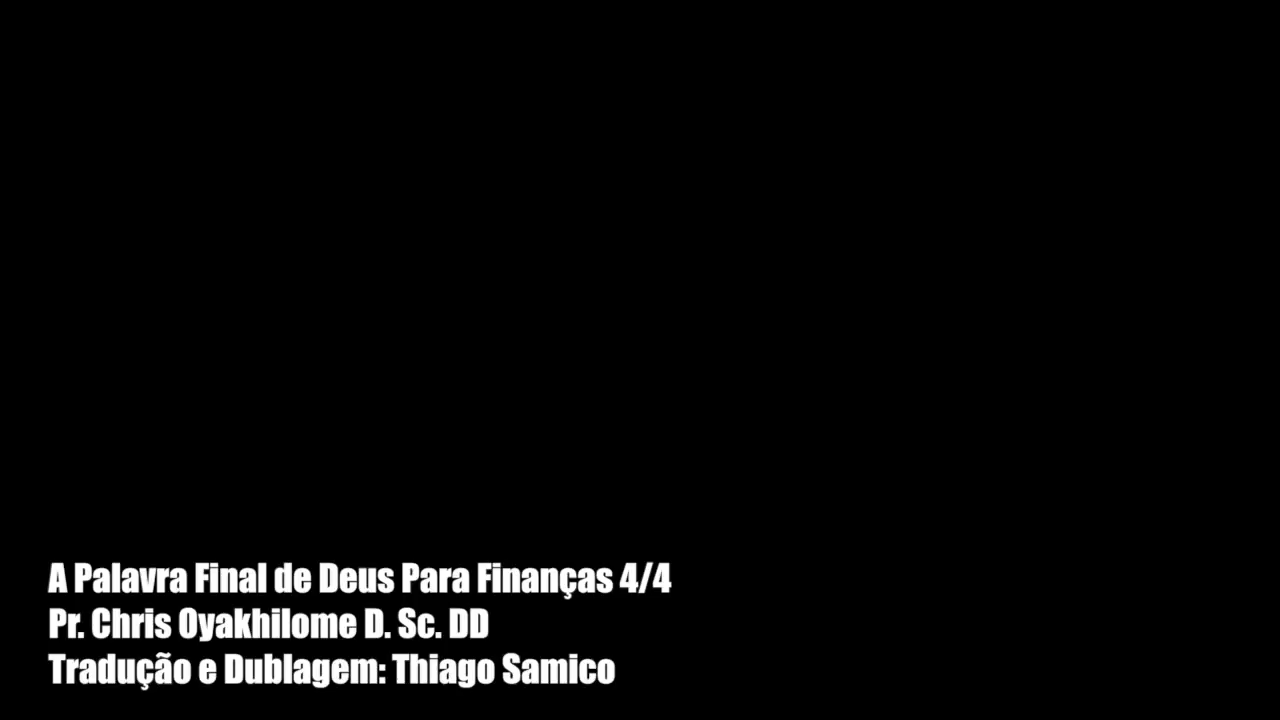 A Palavra Final de Deus Para Finanças 4/4
Pr. Chris Oyakhilome D. Sc. DD
Tradução e Dublagem: Thiago Samico